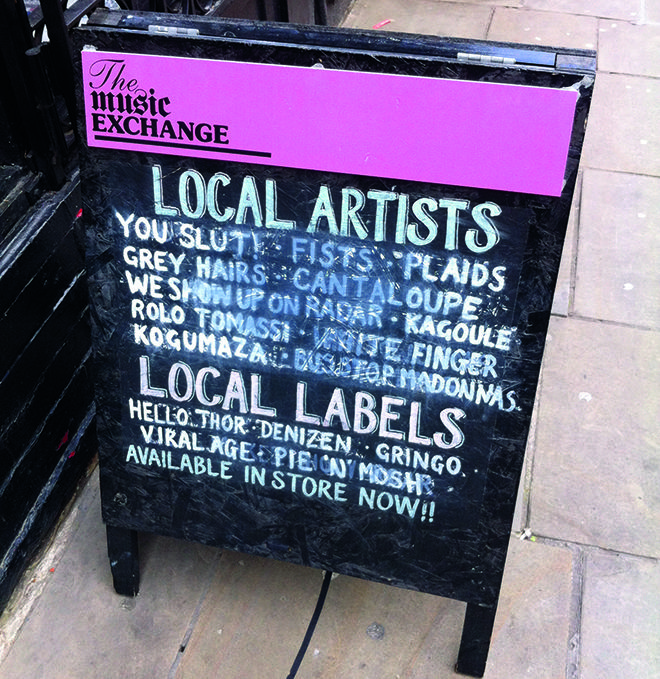 The
music
EXCHANGE
LOCAL ARTISTS
YOU SLUT! · FISTS · PLAIDS
GREY HAIRS · CANTALOUPE
WE SHOW UP ON RADAR · KAGOULE
ROLO TOMASSI · WHITE FINGER
KOGUMAZA · BUS STOP MADONNAS
LOCAL LABELS
HELLO THOR · DENIZEN · GRINGO
VIRAL AGE · PIE 'N' MOSH
AVAILABLE IN STORE NOW!!